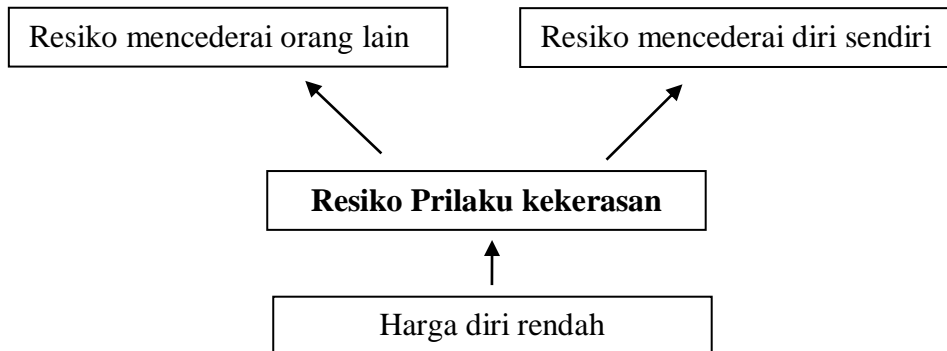 Resiko mencederai orang lain
Resiko mencederai diri sendiri
Resiko Prilaku kekerasan
Harga diri rendah